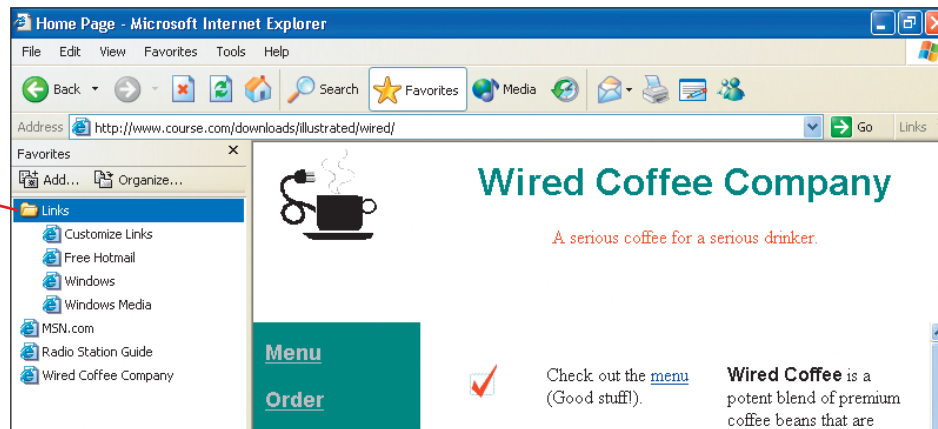 Home Page - Microsoft Internet Explorer
File Edit View Favorites Tools Help
Back Search Favorites Media
Address http://www.course.com/downloads/illustrated/wired/ Go Links
Favorites
Add... Organize...
Links
Customize Links
Free Hotmail
Windows
Windows Media
MSN.com
Radio Station Guide
Wired Coffee Company
Wired Coffee Company
A serious coffee for a serious drinker.
Menu
Order
Check out the menu
(Good stuff!).
Wired Coffee is a
potent blend of premium
coffee beans that are